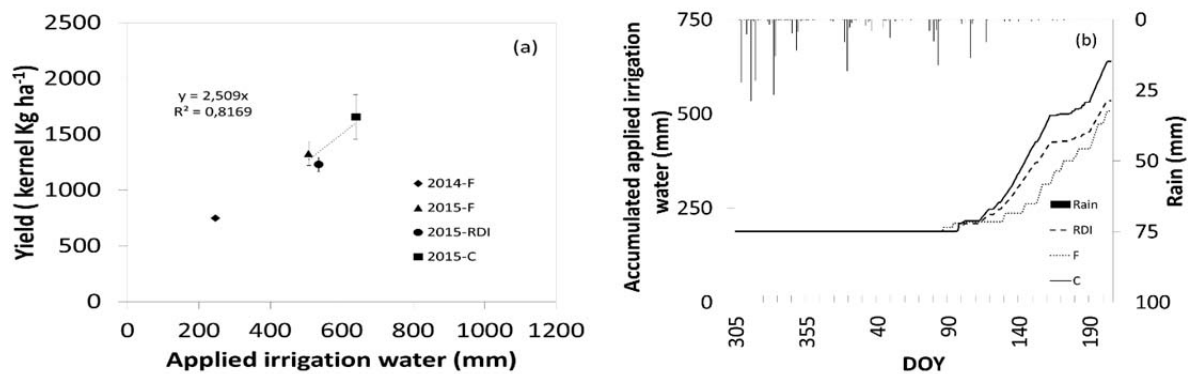 Yield ( kernel Kg ha-1)
2500
2000
1500
1000
500
0
(a)
y = 2,509x
R² = 0,8169
2014-F
2015-F
2015-RDI
2015-C
0 200 400 600 800 1000 1200
Applied irrigation water (mm)
Accumulated applied irrigation
water (mm)
750
500
250
0
(b)
Rain
RDI
F
C
0
25
50
75
100
Rain (mm)
305 355 40 90 140 190
DOY